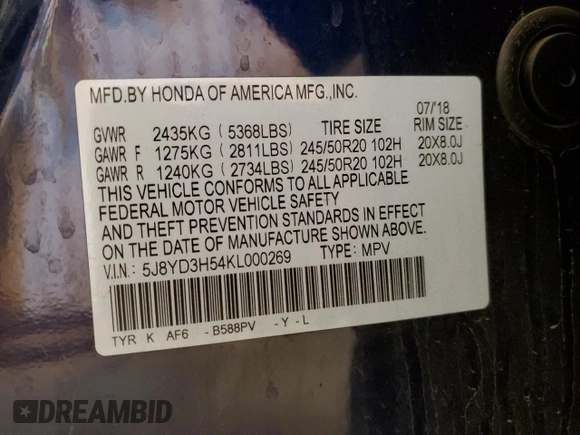 MFD.BY HONDA OF AMERICA MFG.,INC.
07/'18
GVWR 2435KG ( 5368LBS) TIRE SIZE RIM SIZE
GAWR F 1275KG ( 2811LBS) 245/50R20 102H 20X8.0J
GAWR R 1240KG ( 2734LBS) 245/50R20 102H 20X8.0J
THIS VEHICLE CONFORMS TO ALL APPLICABLE
FEDERAL MOTOR VEHICLE SAFETY
AND THEFT PREVENTION STANDARDS IN EFFECT
ON THE DATE OF MANUFACTURE SHOWN ABOVE.
V.I.N.: 5J8YD3H54KL000269 TYPE: MPV
TYR K AF6 - B588PV - Y - L
DREAMBID